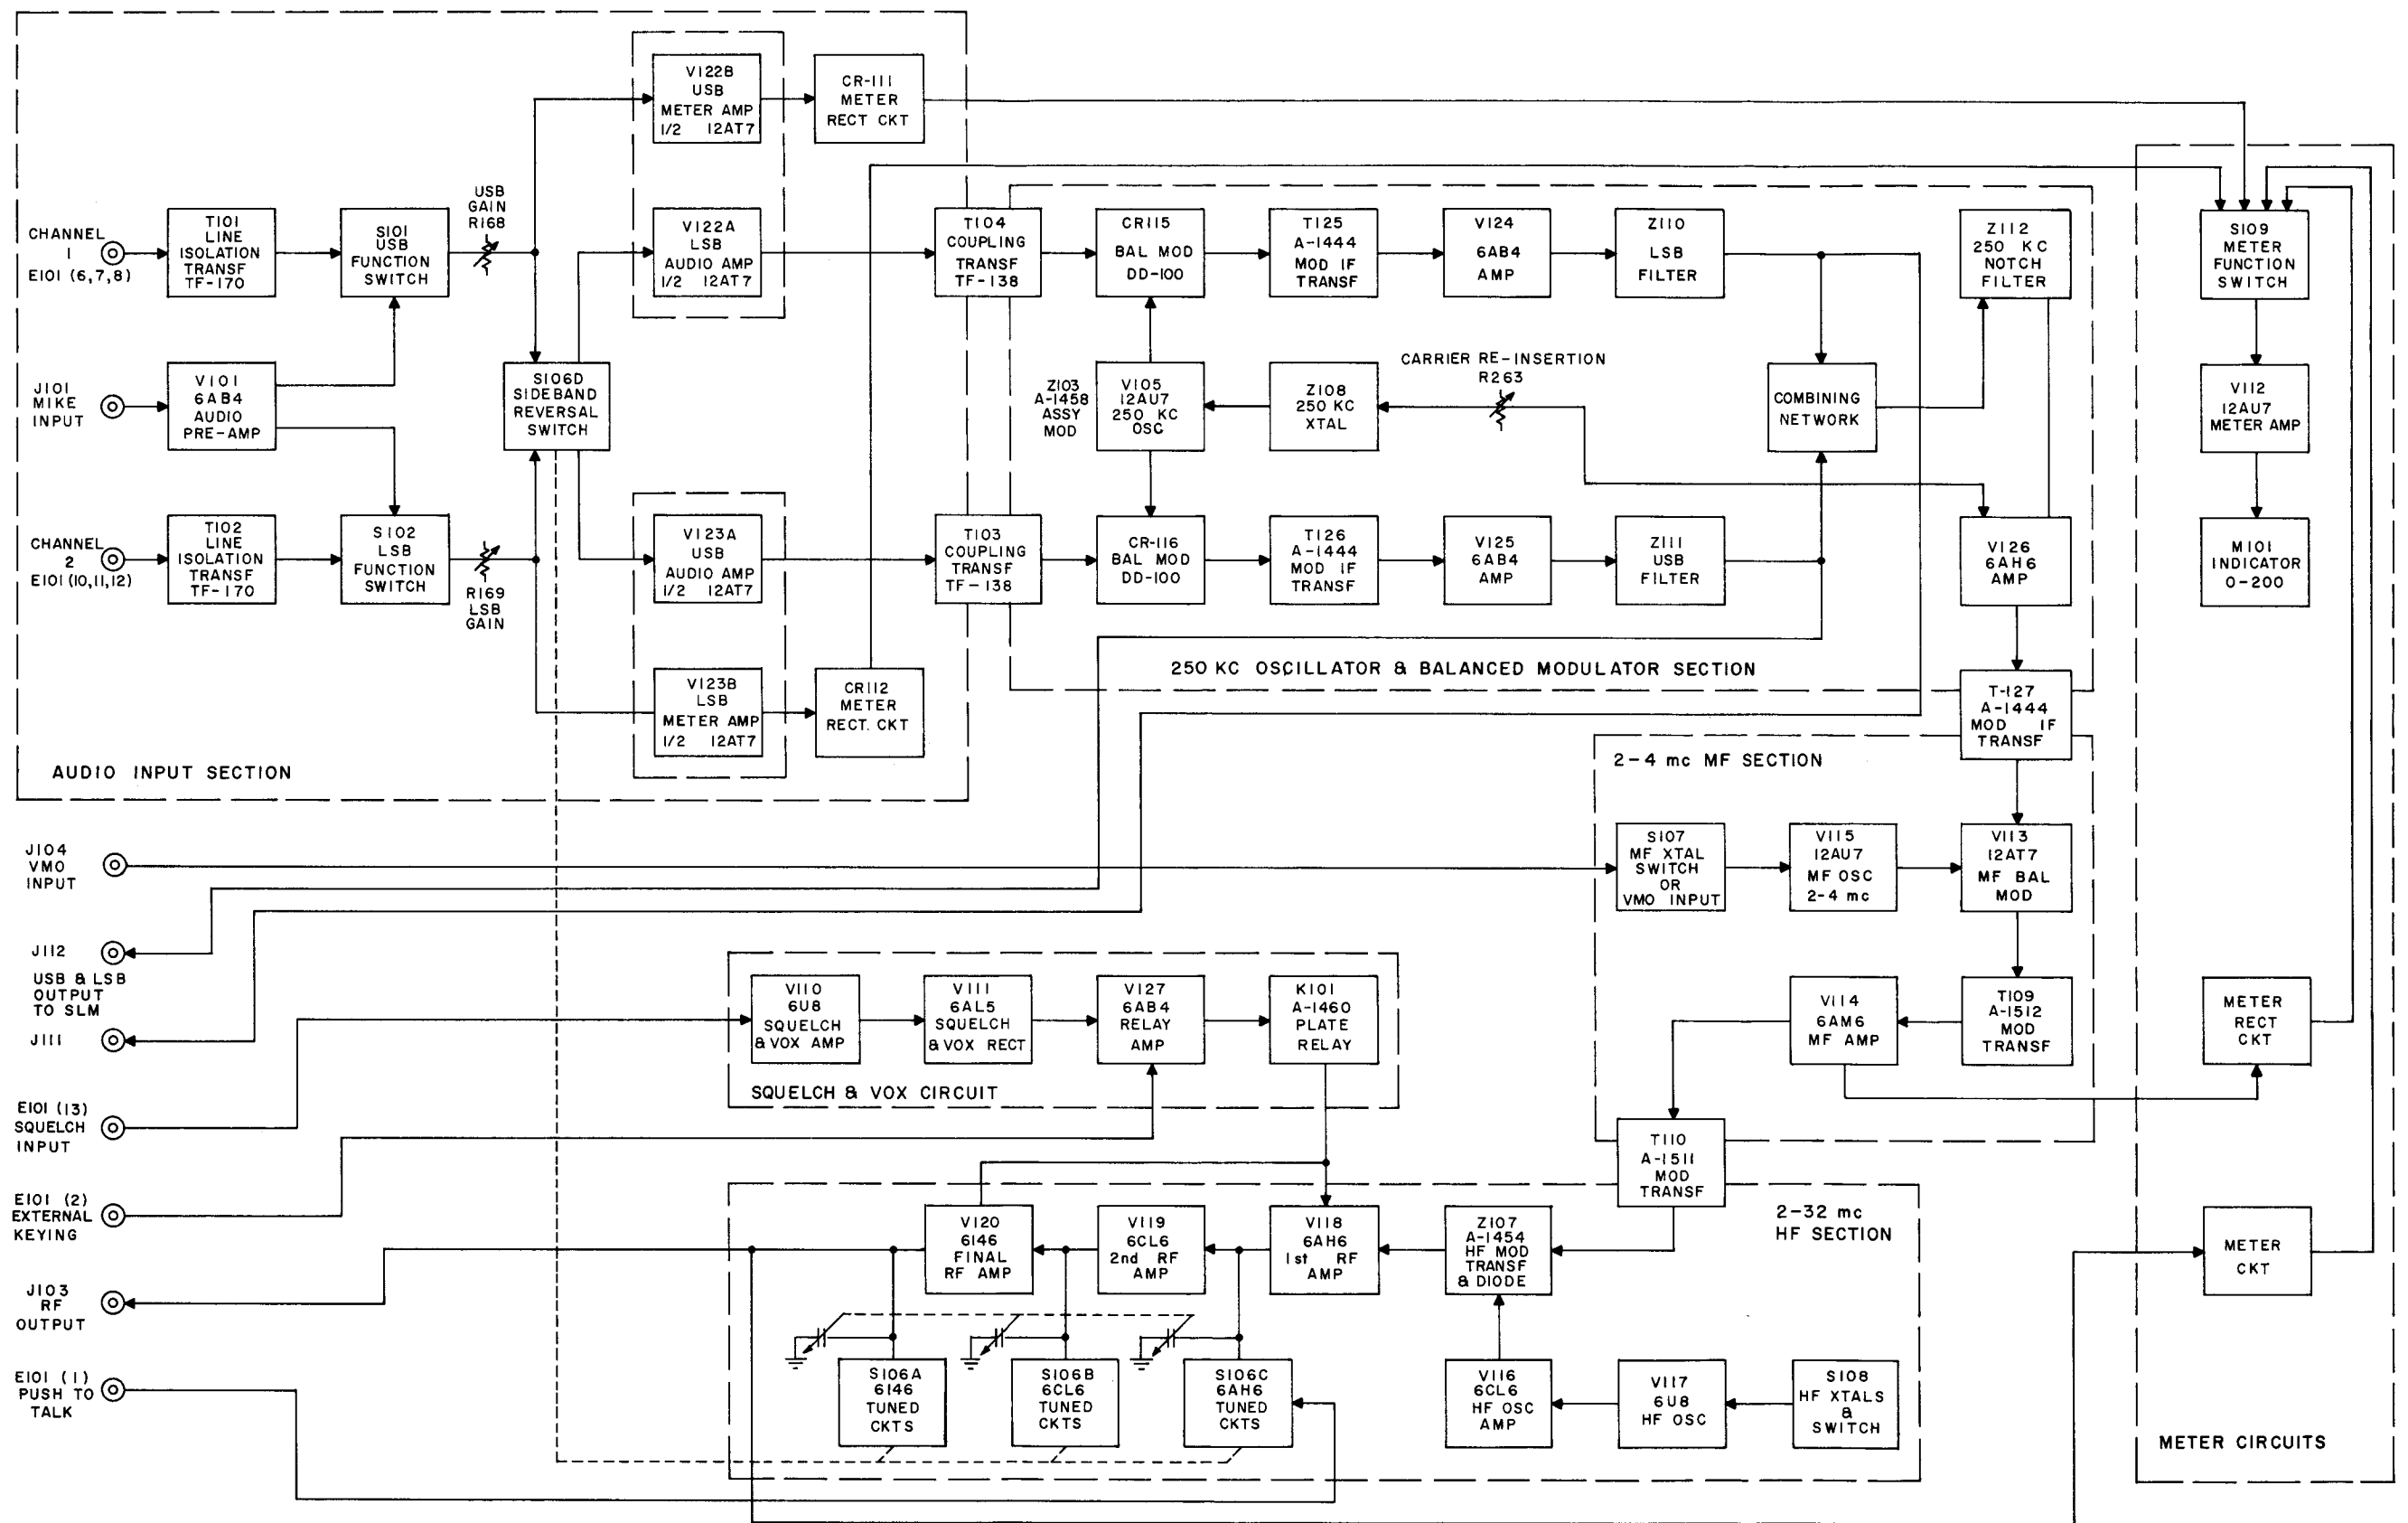 V122B
USB
METER AMP
1/2 12AT7
CR-111
METER
RECT CKT
CHANNEL
1
E101 (6,7,8)
T101
LINE
ISOLATION
TRANSF
TF-170
S101
USB
FUNCTION
SWITCH
USB
GAIN
R168
V122A
LSB
AUDIO AMP
1/2 12AT7
T104
COUPLING
TRANSF
TF-138
CR115
BAL MOD
DD-100
T125
A-1444
MOD IF
TRANSF
V124
6AB4
AMP
Z110
LSB
FILTER
Z112
250 KC
NOTCH
FILTER
S109
METER
FUNCTION
SWITCH
J101
MIKE
INPUT
V101
6AB4
AUDIO
PRE-AMP
S106D
SIDEBAND
REVERSAL
SWITCH
Z103
A-1458
ASSY
MOD
V105
12AU7
250 KC
OSC
Z108
250 KC
XTAL
CARRIER RE-INSERTION
R263
COMBINING
NETWORK
V112
12AU7
METER AMP
CHANNEL
2
E101 (10,11,12)
T102
LINE
ISOLATION
TRANSF
TF-170
S102
LSB
FUNCTION
SWITCH
R169
LSB
GAIN
V123A
USB
AUDIO AMP
1/2 12AT7
T103
COUPLING
TRANSF
TF-138
CR-116
BAL MOD
DD-100
T126
A-1444
MOD IF
TRANSF
V125
6AB4
AMP
Z111
USB
FILTER
V126
6AH6
AMP
M101
INDICATOR
0-200
V123B
LSB
METER AMP
1/2 12AT7
CR112
METER
RECT. CKT
250 KC OSCILLATOR & BALANCED MODULATOR SECTION
T-127
A-1444
MOD IF
TRANSF
AUDIO INPUT SECTION
2-4 mc MF SECTION
J104
VMO
INPUT
S107
MF XTAL
SWITCH
OR
VMO INPUT
V115
12AU7
MF OSC
2-4 mc
V113
12AT7
MF BAL
MOD
J112
USB & LSB
OUTPUT
TO SLM
J111
V110
6U8
SQUELCH
& VOX AMP
V111
6AL5
SQUELCH
& VOX RECT
V127
6AB4
RELAY
AMP
K101
A-1460
PLATE
RELAY
SQUELCH & VOX CIRCUIT
V114
6AM6
MF AMP
T109
A-1512
MOD
TRANSF
METER
RECT
CKT
E101 (13)
SQUELCH
INPUT
T110
A-1511
MOD
TRANSF
E101 (2)
EXTERNAL
KEYING
V120
6146
FINAL
RF AMP
V119
6CL6
2nd RF
AMP
V118
6AH6
1st RF
AMP
Z107
A-1454
HF MOD
TRANSF
& DIODE
2-32 mc
HF SECTION
METER
CKT
J103
RF
OUTPUT
E101 (1)
PUSH TO
TALK
S106A
6146
TUNED
CKTS
S106B
6CL6
TUNED
CKTS
S106C
6AH6
TUNED
CKTS
V116
6CL6
HF OSC
AMP
V117
6U8
HF OSC
S108
HF XTALS
&
SWITCH
METER CIRCUITS